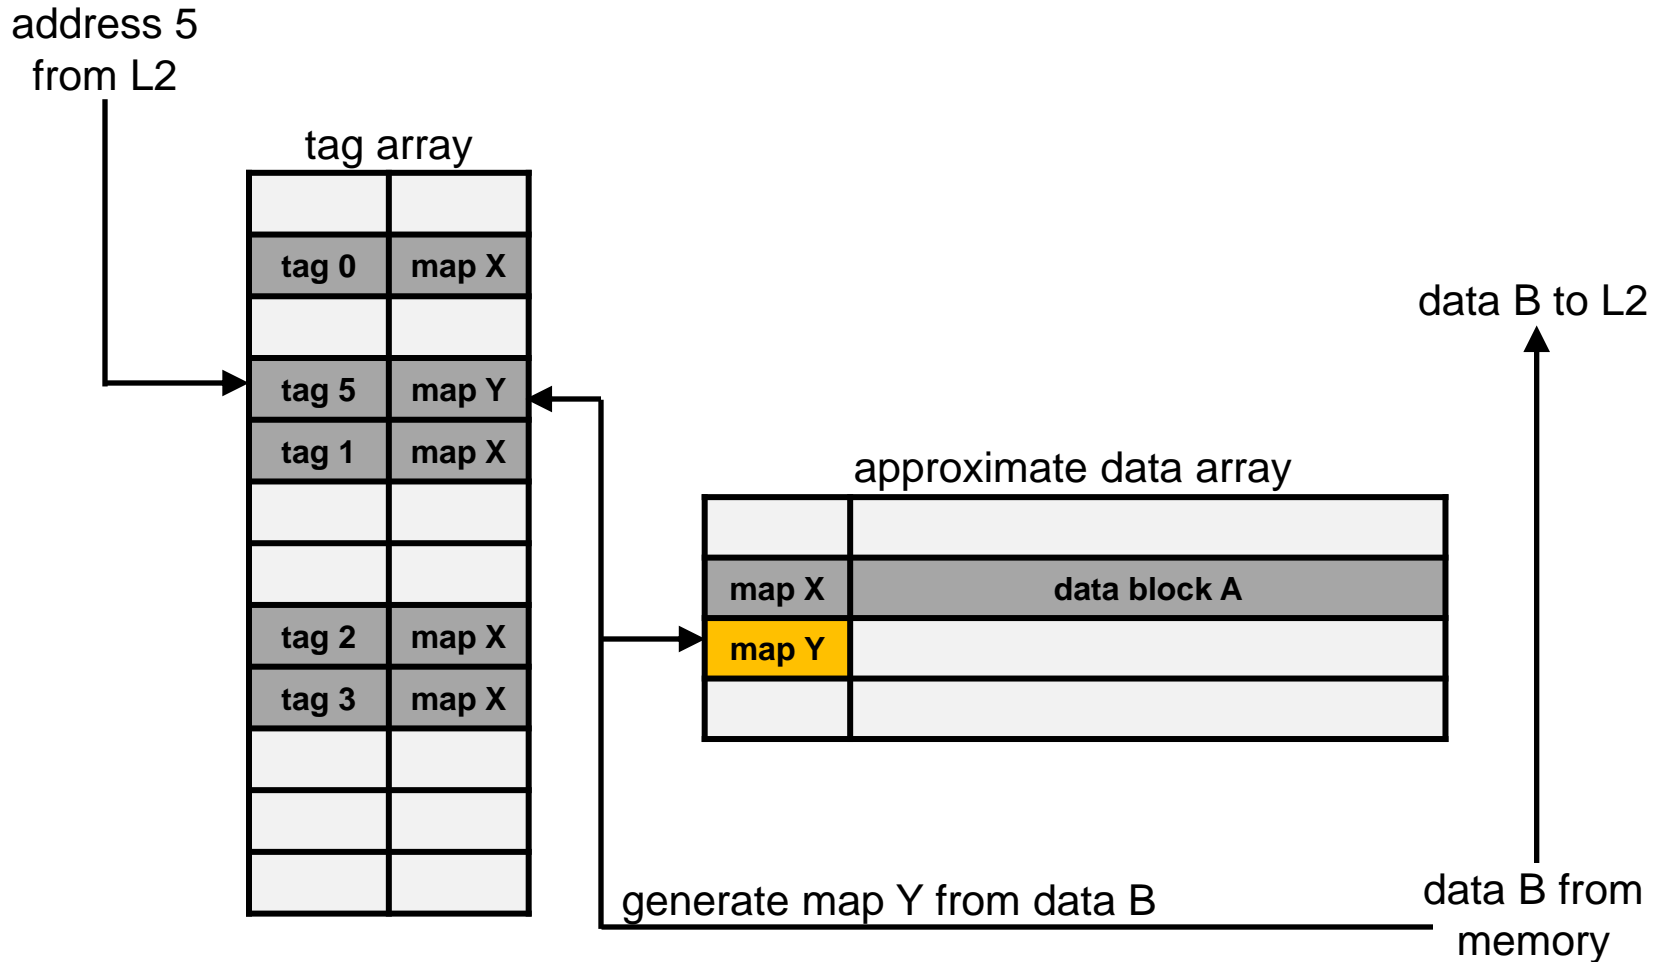 address 5
from L2
tag array
tag 0 map X
data B to L2
tag 5 map Y
tag 1 map X
approximate data array
map X data block A
tag 2 map X
map Y
tag 3 map X
generate map Y from data B
data B from
memory